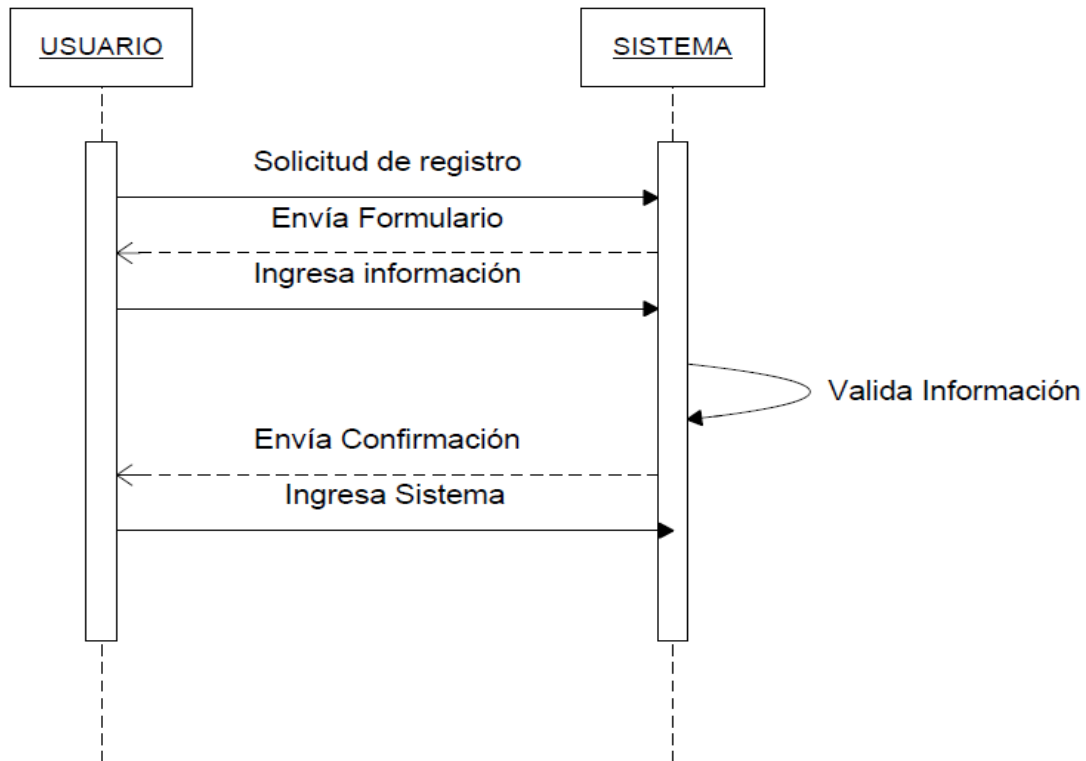 USUARIO
SISTEMA
Solicitud de registro
Envía Formulario
Ingresa información
Valida Información
Envía Confirmación
Ingresa Sistema